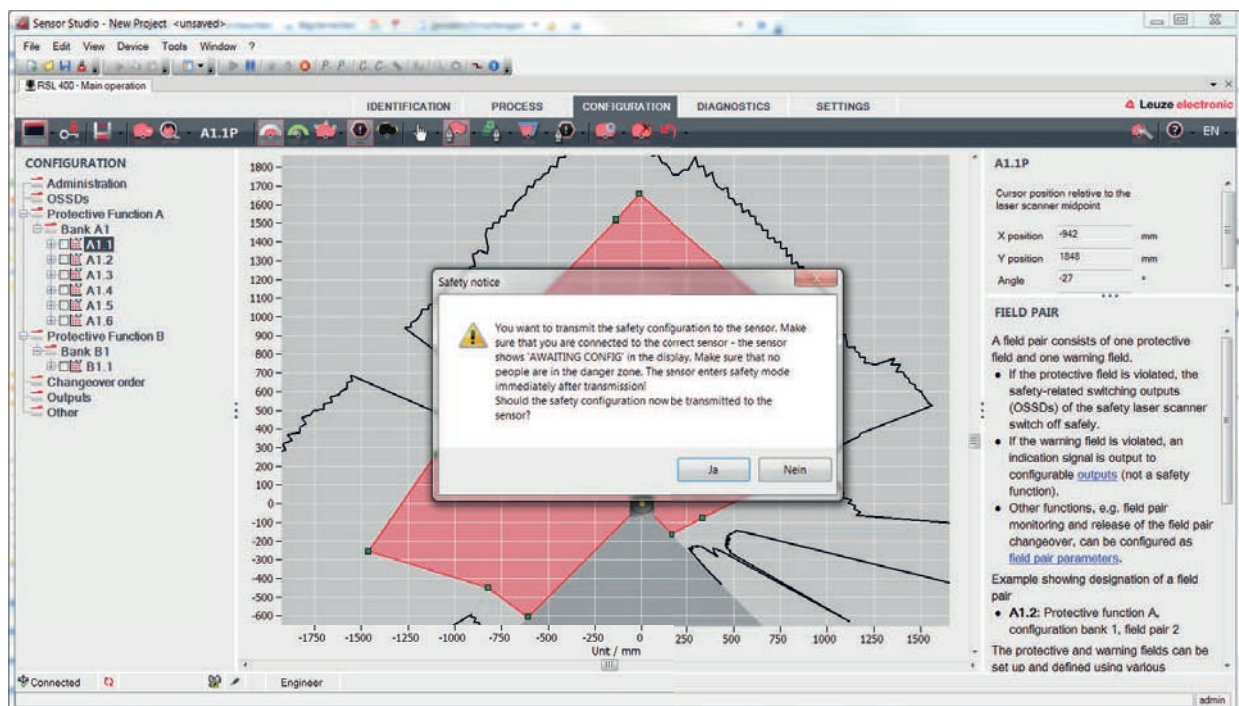 Sensor Studio - New Project <unsaved>
File Edit View Device Tools Window ?
RSL 400 - Main operation
IDENTIFICATION PROCESS CONFIGURATION DIAGNOSTICS SETTINGS
Leuze electronic
A1.1P
EN
CONFIGURATION
Administration
OSSDs
Protective Function A
Bank A1
A1.1
A1.2
A1.3
A1.4
A1.5
A1.6
Protective Function B
Bank B1
B1.1
Changeover order
Outputs
Other
1800
1700
1600
1500
1400
1300
1200
1100
1000
900
800
700
600
500
400
300
200
100
0
-100
-200
-300
-400
-500
-600
-1750 -1500 -1250 -1000 -750 -500 -250 0 250 500 750 1000 1250 1500
Unt / mm
Safety notice
You want to transmit the safety configuration to the sensor. Make
sure that you are connected to the correct sensor - the sensor
shows 'AWAITING CONFIG' in the display. Make sure that no
people are in the danger zone. The sensor enters safety mode
immediately after transmission!
Should the safety configuration now be transmitted to the
sensor?
Ja Nein
A1.1P
Cursor position relative to the
laser scanner midpoint
X position -942 mm
Y position 1848 mm
Angle -27 °
FIELD PAIR
A field pair consists of one protective
field and one warning field.
• If the protective field is violated, the
safety-related switching outputs
(OSSDs) of the safety laser scanner
switch off safely.
• If the warning field is violated, an
indication signal is output to
configurable outputs (not a safety
function).
• Other functions, e.g. field pair
monitoring and release of the field pair
changeover, can be configured as
field pair parameters.
Example showing designation of a field
pair
• A1.2: Protective function A,
configuration bank 1, field pair 2
The protective and warning fields can be
set up and defined using various
Connected
Engineer
admin